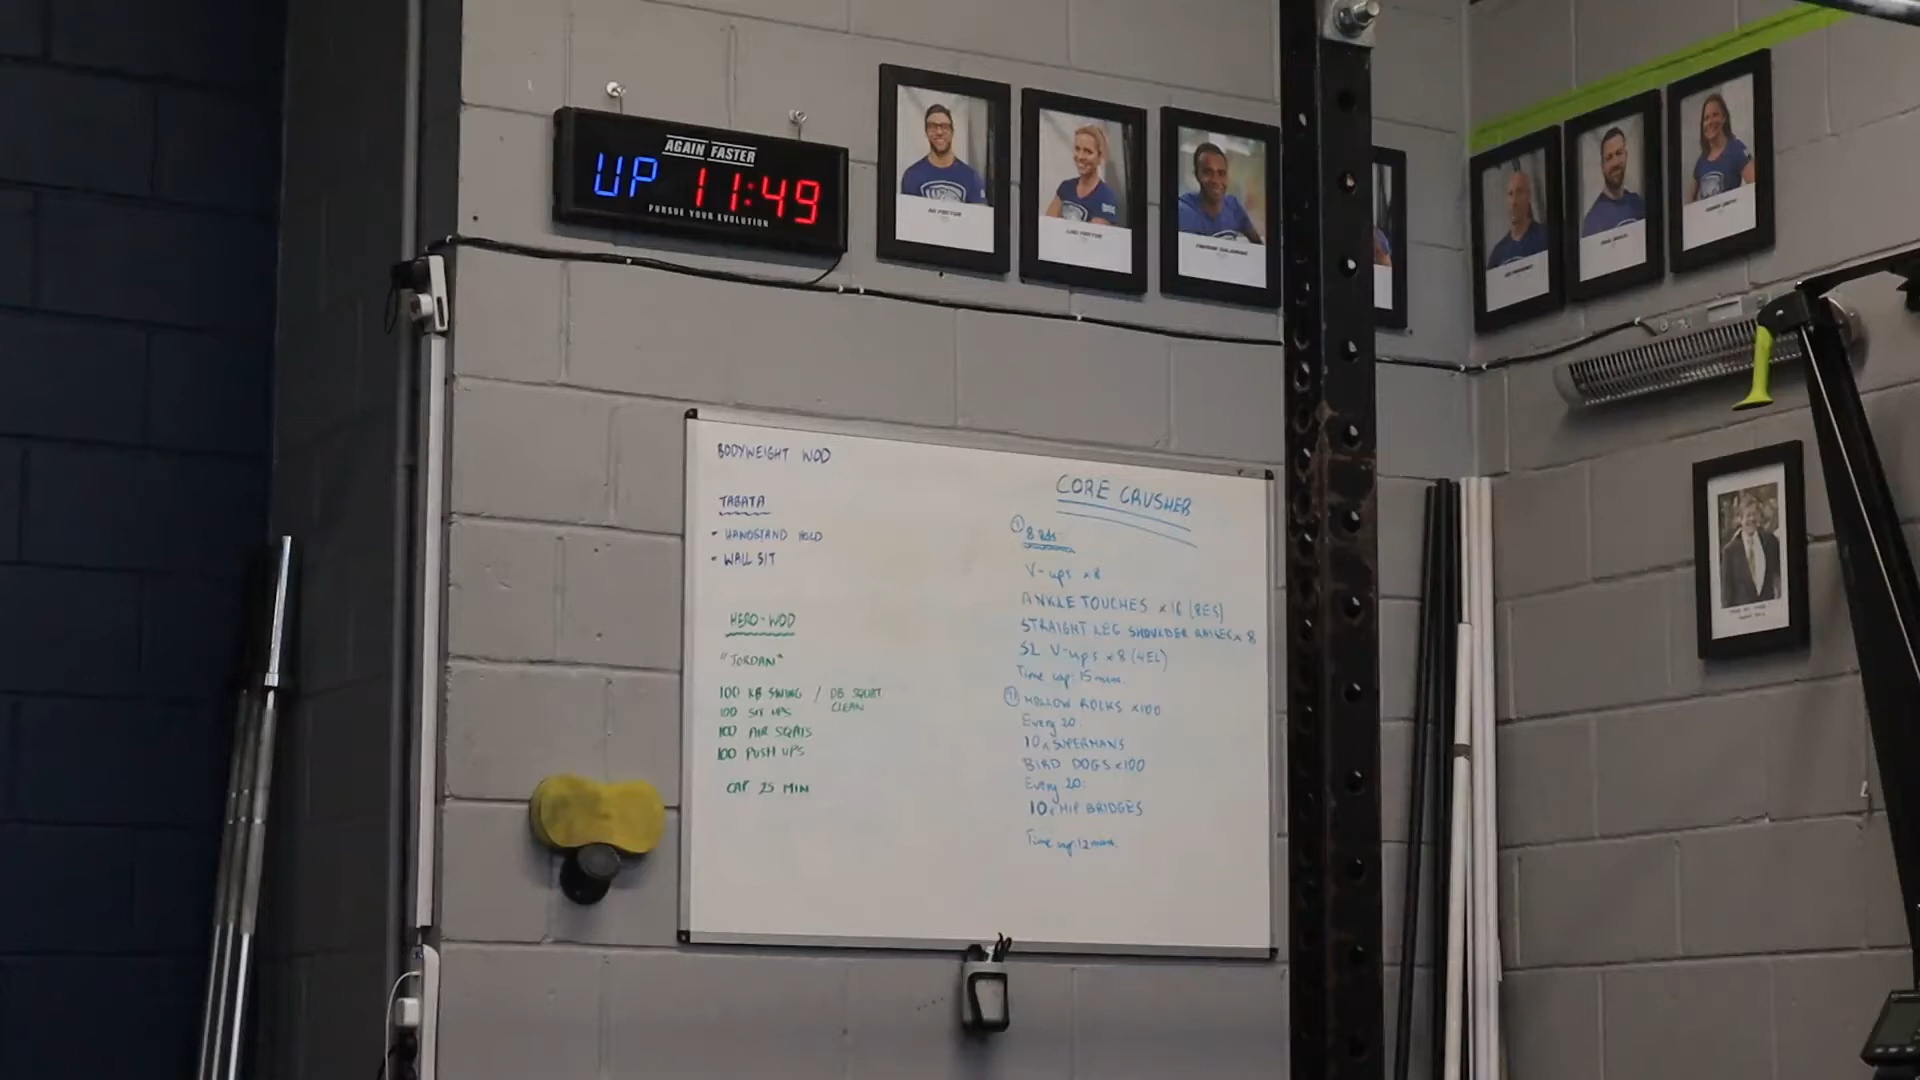 AGAIN FASTER
UP 11:49
PURSUE YOUR EVOLUTION
BODYWEIGHT WOD
TABATA
- HANDSTAND HOLD
- WALL SIT
HERO-WOD
"JORDAN"
100 KB SWING / DB SQUAT CLEAN
100 SIT UPS
100 AIR SQATS
100 PUSH UPS
CAP 25 MIN
CORE CRUSHER
① 8 Rds:
V-ups x8
ANKLE TOUCHES x16 (8ES)
STRAIGHT LEG SHOULDER RAISES x 8
SL V-ups x8 (4EL)
Time cap: 15 mins.
HOLLOW ROCKS x100
Every 20:
10 x SUPERMANS
BIRD DOGS x100
Every 20:
10 x HIP BRIDGES
Time cap: 12 mins.